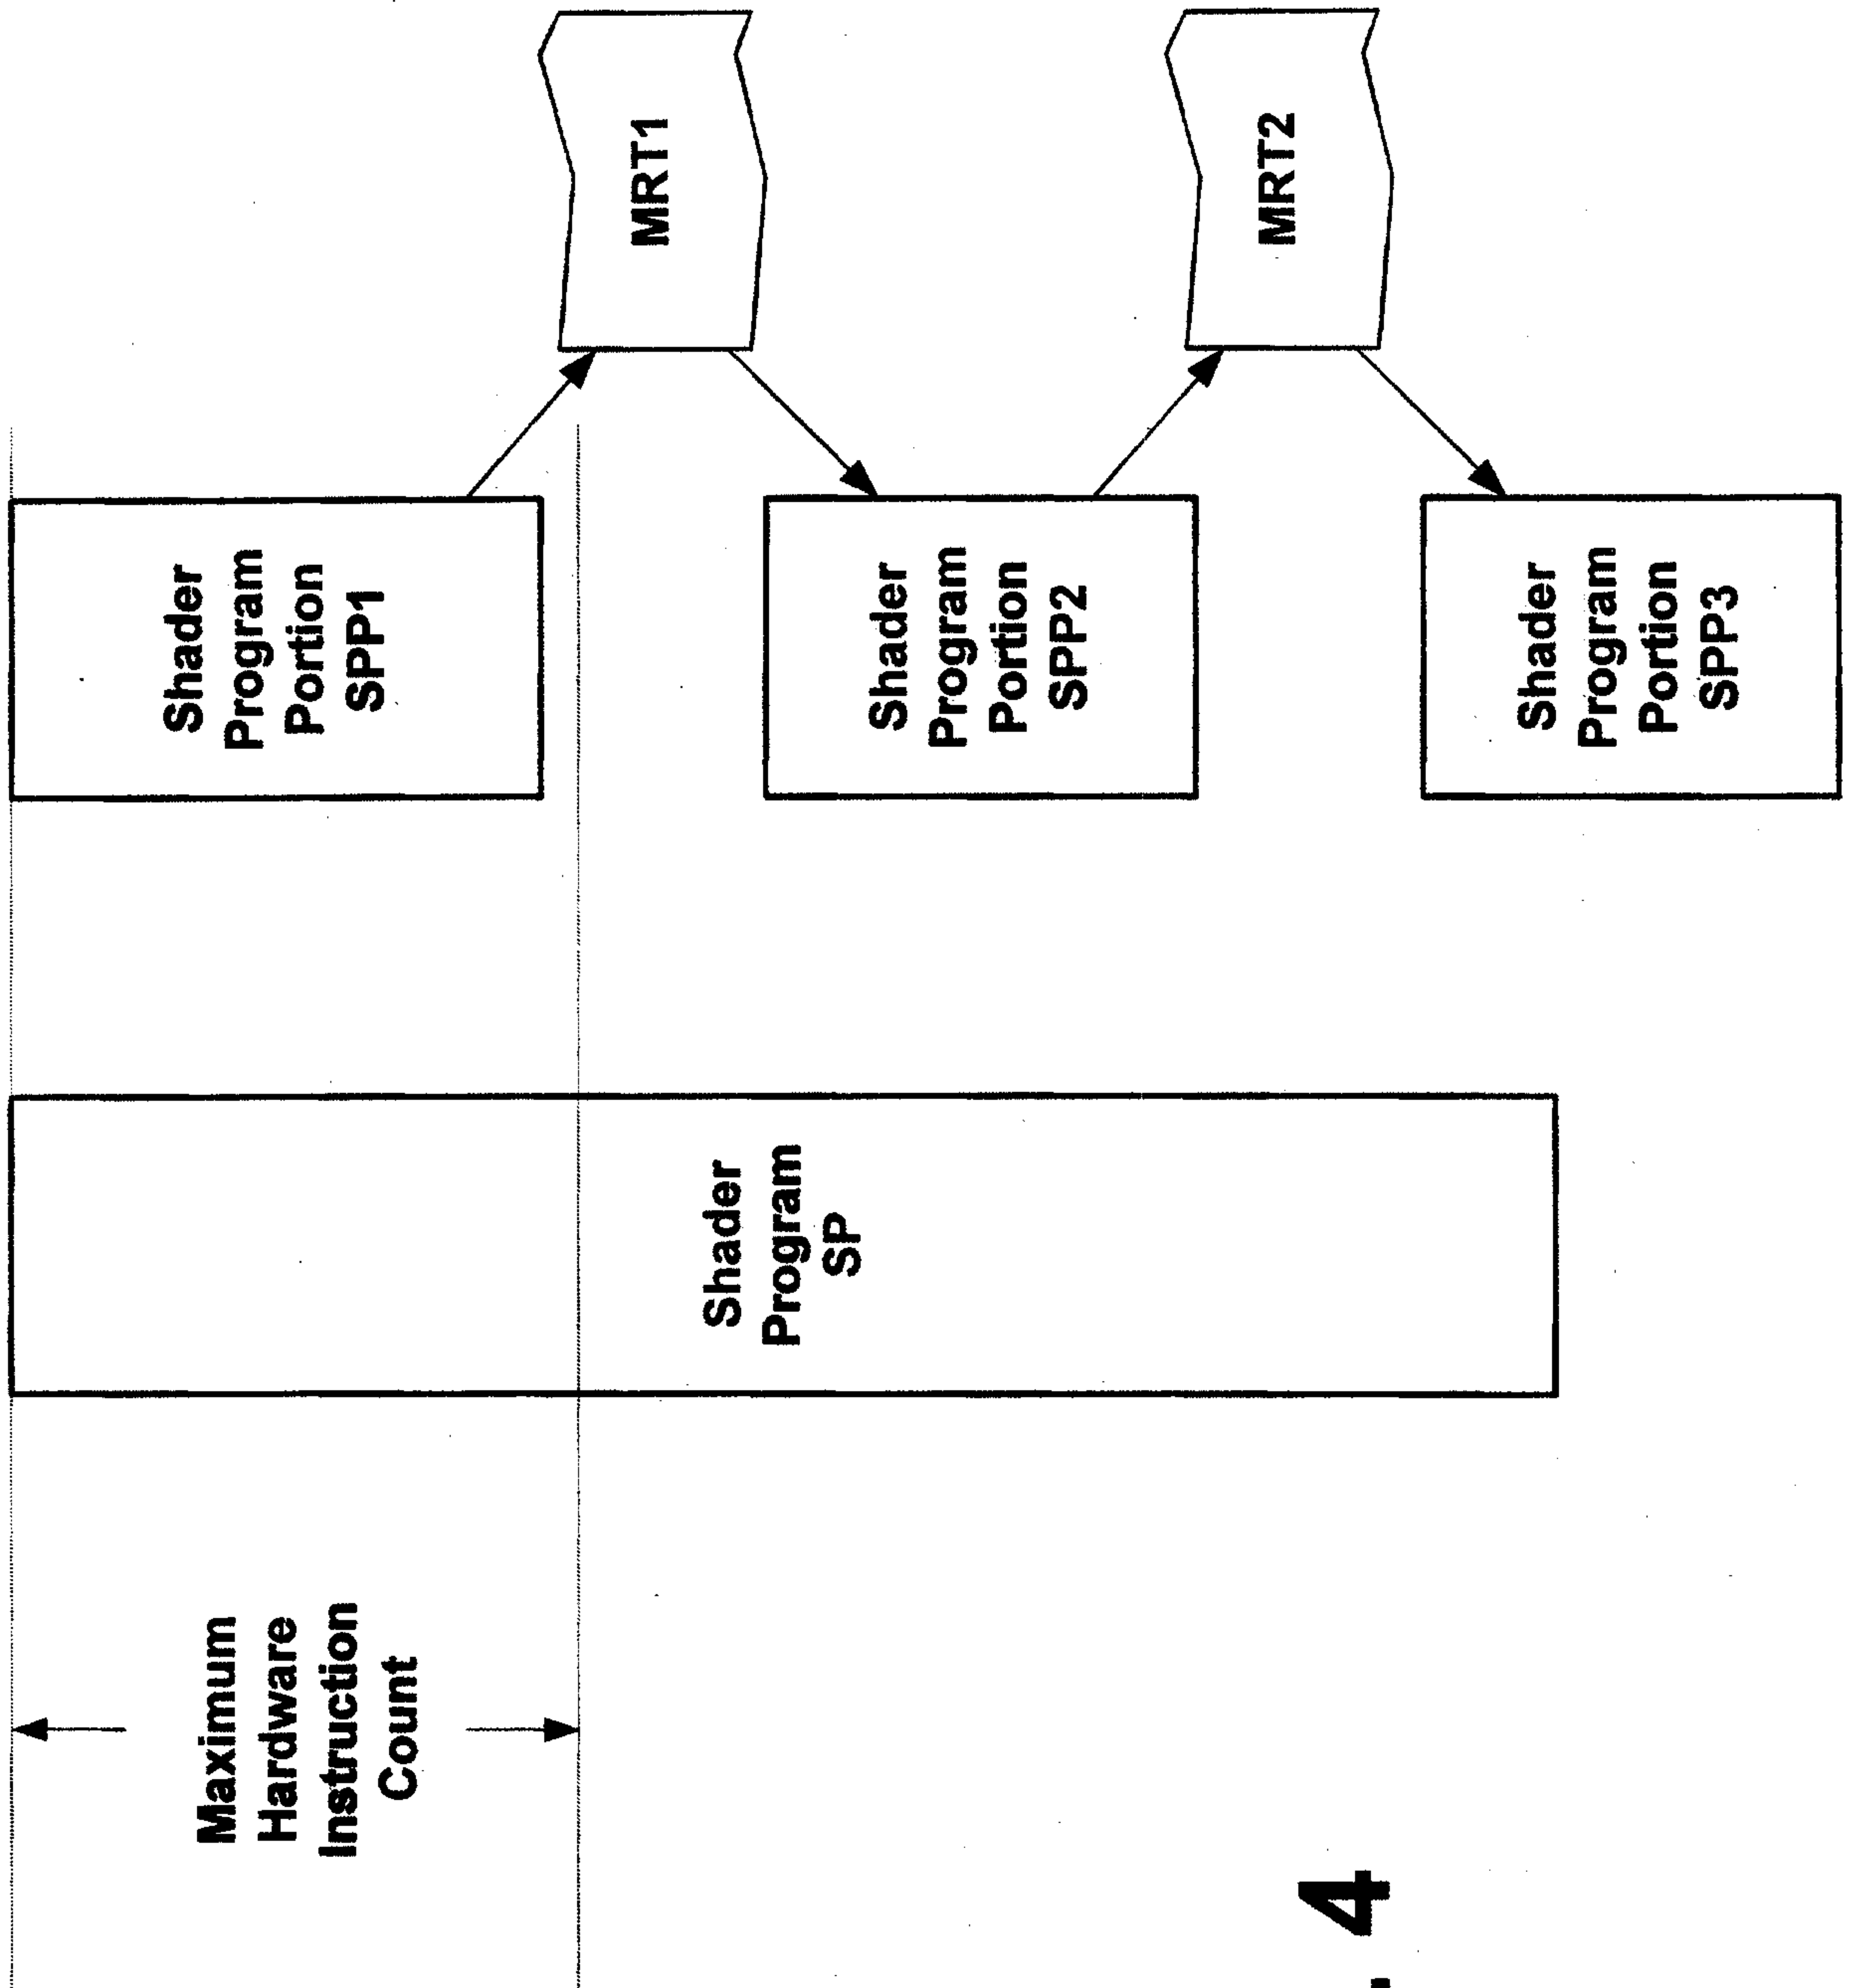 Maximum
Hardware
Instruction
Count
Shader
Program
SP
Shader
Program
Portion
SPP1
Shader
Program
Portion
SPP2
Shader
Program
Portion
SPP3
MRT1
MRT2
4